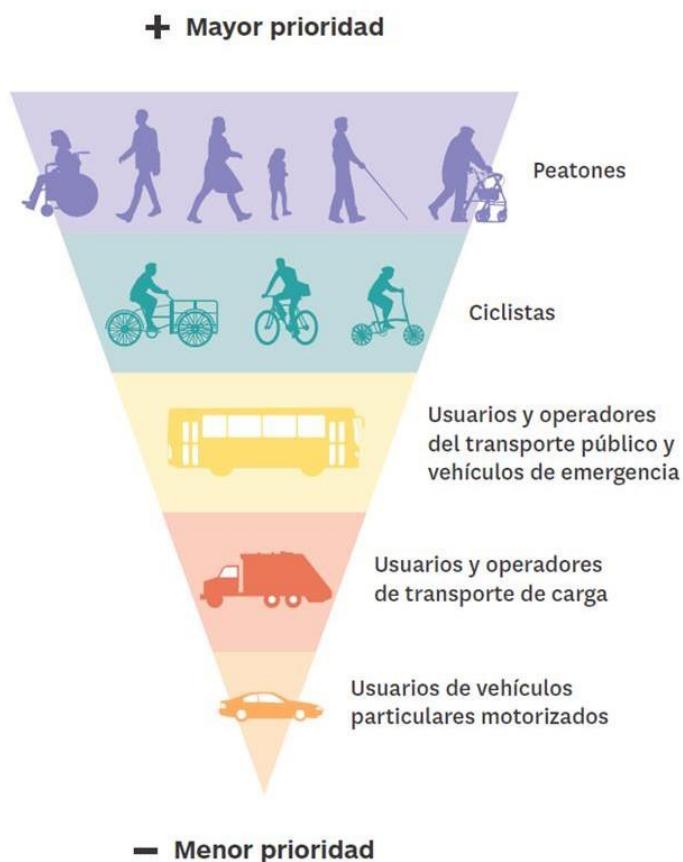 + Mayor prioridad
Peatones
Ciclistas
Usuarios y operadores
del transporte público y
vehículos de emergencia
Usuarios y operadores
de transporte de carga
Usuarios de vehículos
particulares motorizados
− Menor prioridad